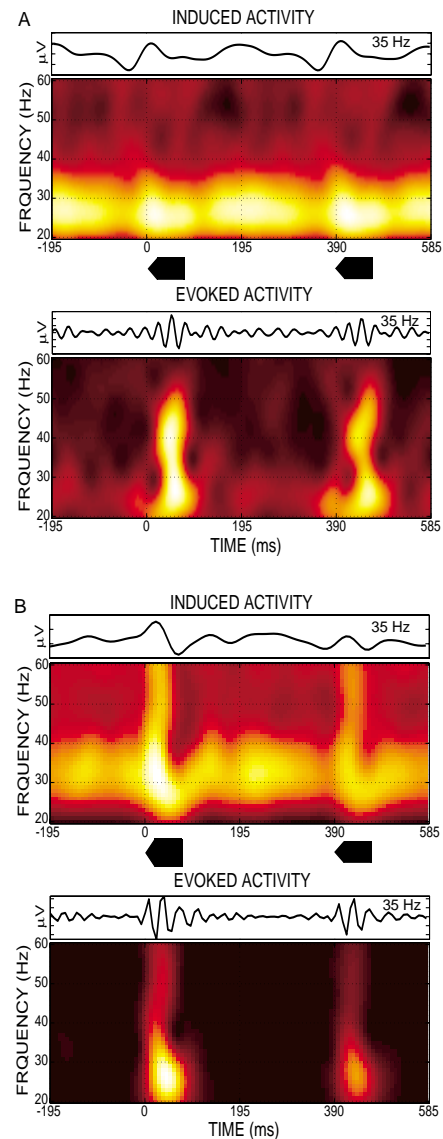 A
INDUCED ACTIVITY
µV
35 Hz
FRQUENCY (Hz)
60
50
40
30
20
-195 0 195 390 585
EVOKED ACTIVITY
µV
35 Hz
FRQUENCY (Hz)
60
50
40
30
20
-195 0 195 390 585
TIME (ms)
B
INDUCED ACTIVITY
µV
35 Hz
FRQUENCY (Hz)
60
50
40
30
20
-195 0 195 390 585
EVOKED ACTIVITY
µV
35 Hz
FRQUENCY (Hz)
60
50
40
30
20
-195 0 195 390 585
TIME (ms)